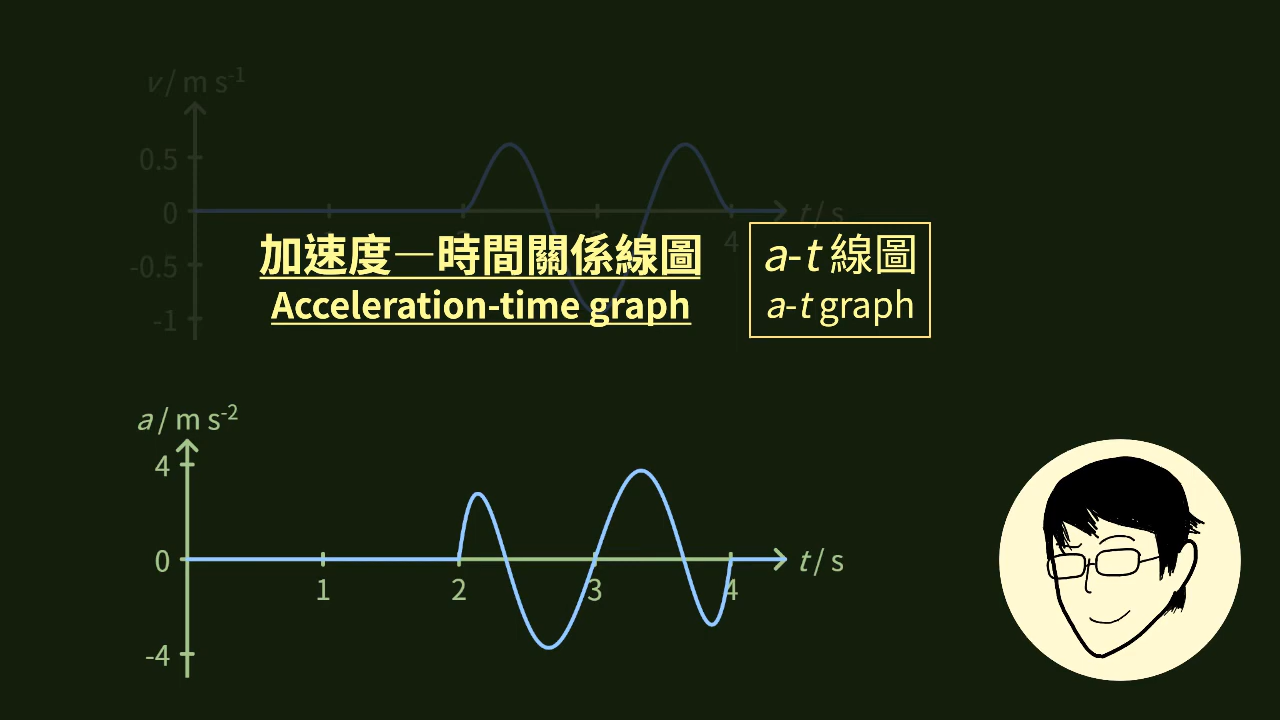 v / m s-1
0.5
0
t / s
4
-0.5
-1
加速度—時間關係線圖
Acceleration-time graph
a-t 線圖
a-t graph
a / m s-2
4
0
t / s
1 2 3 4
-4